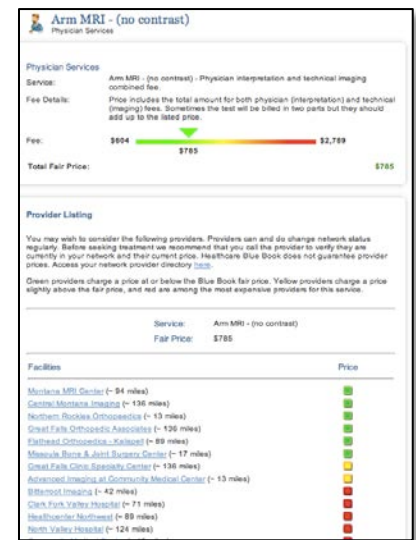 Arm MRI - (no contrast)
Physician Services
Physician Services
Service: Arm MRI - (no contrast) - Physician interpretation and technical imaging
combined fee.
Fee Details: Price includes the total amount for both physician (interpretation) and technical
(imaging) fees. Sometimes the test will be billed in two parts but they should
add up to the listed price.
Fee: $604 $2,789
$785
Total Fair Price: $785
Provider Listing
You may wish to consider the following providers. Providers can and do change network status
regularly. Before seeking treatment we recommend that you call the provider to verify they are
currently in your network and their current price. Healthcare Blue Book does not guarantee provider
prices. Access your network provider directory here.
Green providers charge a price at or below the Blue Book fair price. Yellow providers charge a price
slightly above the fair price, and red are among the most expensive providers for this service.
Service: Arm MRI - (no contrast)
Fair Price: $785
Facilities Price
Montana MRI Center (~ 94 miles)
Central Montana Imaging (~ 136 miles)
Northern Rockies Orthopaedics (~ 13 miles)
Great Falls Orthopedic Associates (~ 136 miles)
Flathead Orthopedics - Kalispell (~ 89 miles)
Missoula Bone & Joint Surgery Center (~ 17 miles)
Great Falls Clinic Specialty Center (~ 136 miles)
Advanced Imaging at Community Medical Center (~ 13 miles)
Bitterroot Imaging (~ 42 miles)
Clark Fork Valley Hospital (~ 71 miles)
Healthcenter Northwest (~ 89 miles)
North Valley Hospital (~ 124 miles)